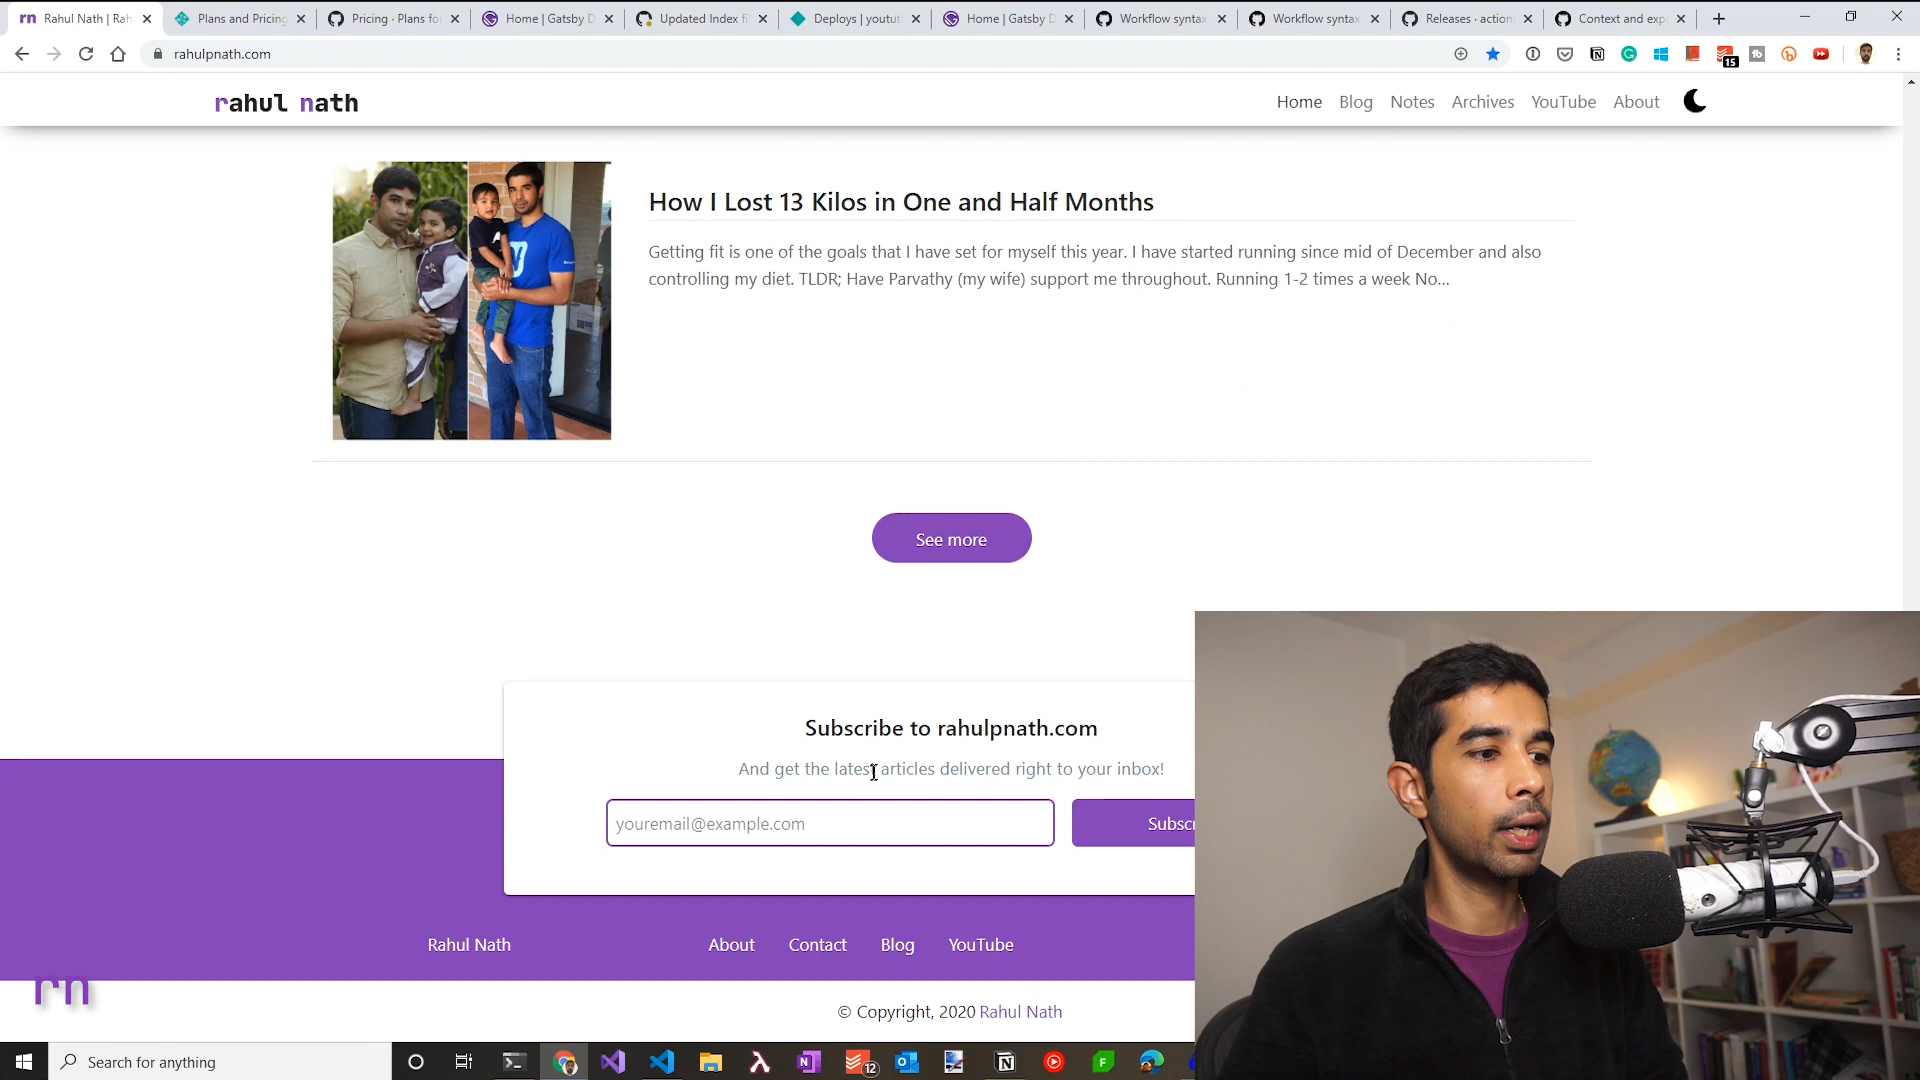 Rahul Nath | Rah
Plans and Pricing
Pricing · Plans fo
Home | Gatsby D
Updated Index fi
Deploys | youtub
Home | Gatsby D
Workflow syntax
Workflow syntax
Releases · action
Context and exp
rahulpnath.com
15
rahul nath
Home Blog Notes Archives YouTube About
How I Lost 13 Kilos in One and Half Months
Getting fit is one of the goals that I have set for myself this year. I have started running since mid of December and also
controlling my diet. TLDR; Have Parvathy (my wife) support me throughout. Running 1-2 times a week No...
See more
Subscribe to rahulpnath.com
And get the latest articles delivered right to your inbox!
youremail@example.com
Subscr
Rahul Nath
About Contact Blog YouTube
rn
© Copyright, 2020 Rahul Nath
Search for anything
12